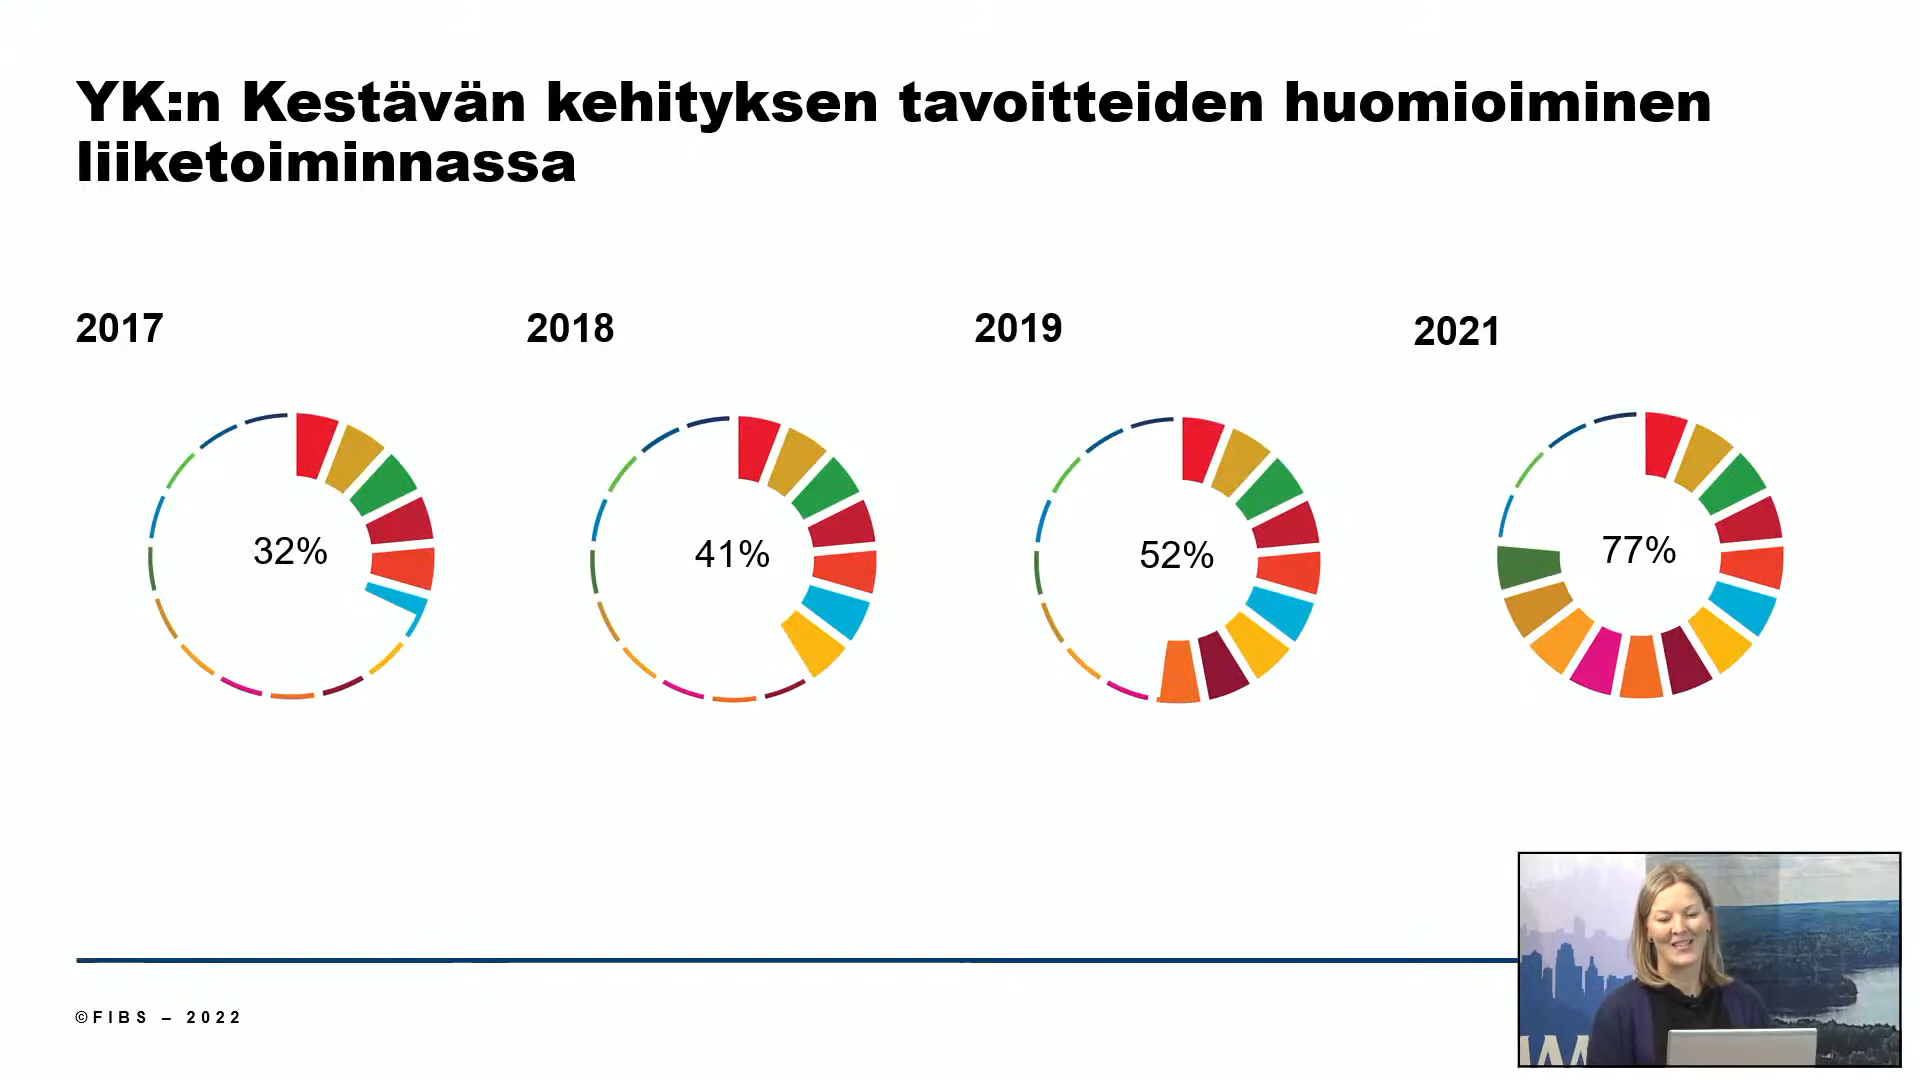 YK:n Kestävän kehityksen tavoitteiden huomioiminen
liiketoiminnassa
2017
2018
2019
2021
32%
41%
52%
77%
©FIBS – 2022